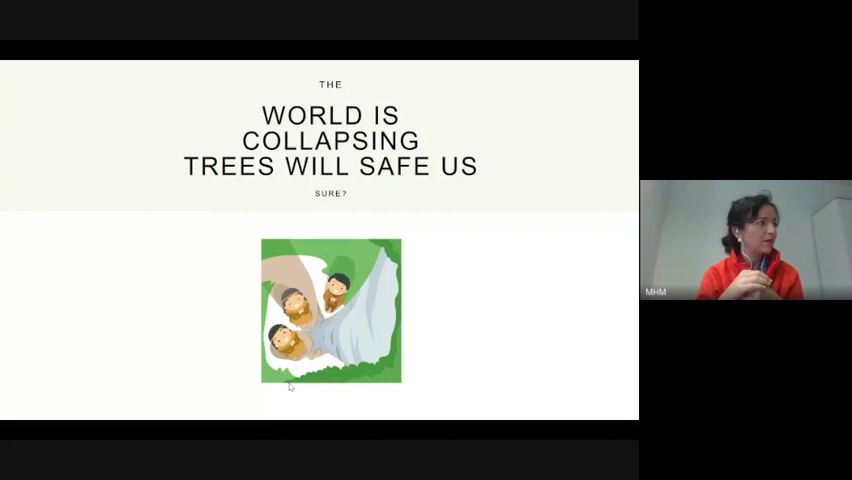 THE
WORLD IS
COLLAPSING
TREES WILL SAFE US
SURE?
MHM